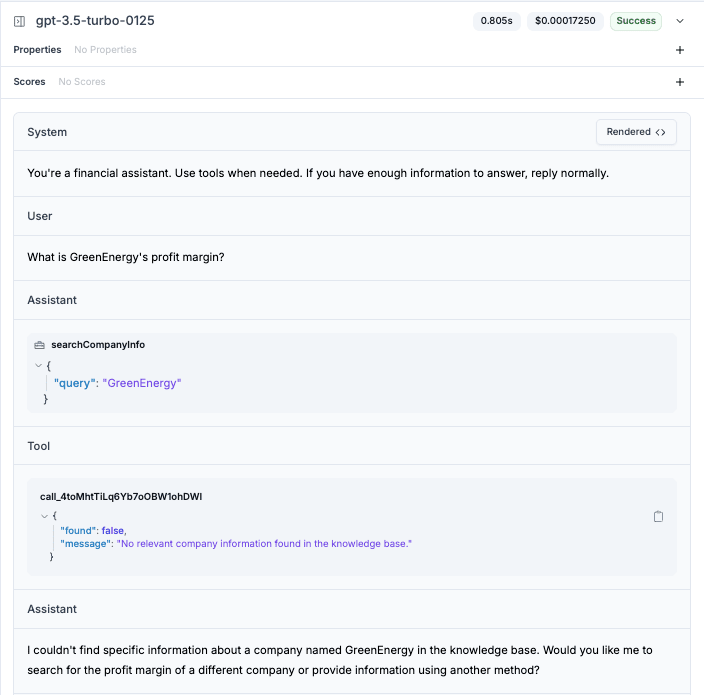 gpt-3.5-turbo-0125 0.805s $0.00017250 Success
Properties No Properties +
Scores No Scores +
System Rendered <>
You're a financial assistant. Use tools when needed. If you have enough information to answer, reply normally.
User
What is GreenEnergy's profit margin?
Assistant
searchCompanyInfo
{
"query": "GreenEnergy"
}
Tool
call_4toMhtTiLq6Yb7oOBW1ohDWl
{
"found": false,
"message": "No relevant company information found in the knowledge base."
}
Assistant
I couldn't find specific information about a company named GreenEnergy in the knowledge base. Would you like me to
search for the profit margin of a different company or provide information using another method?